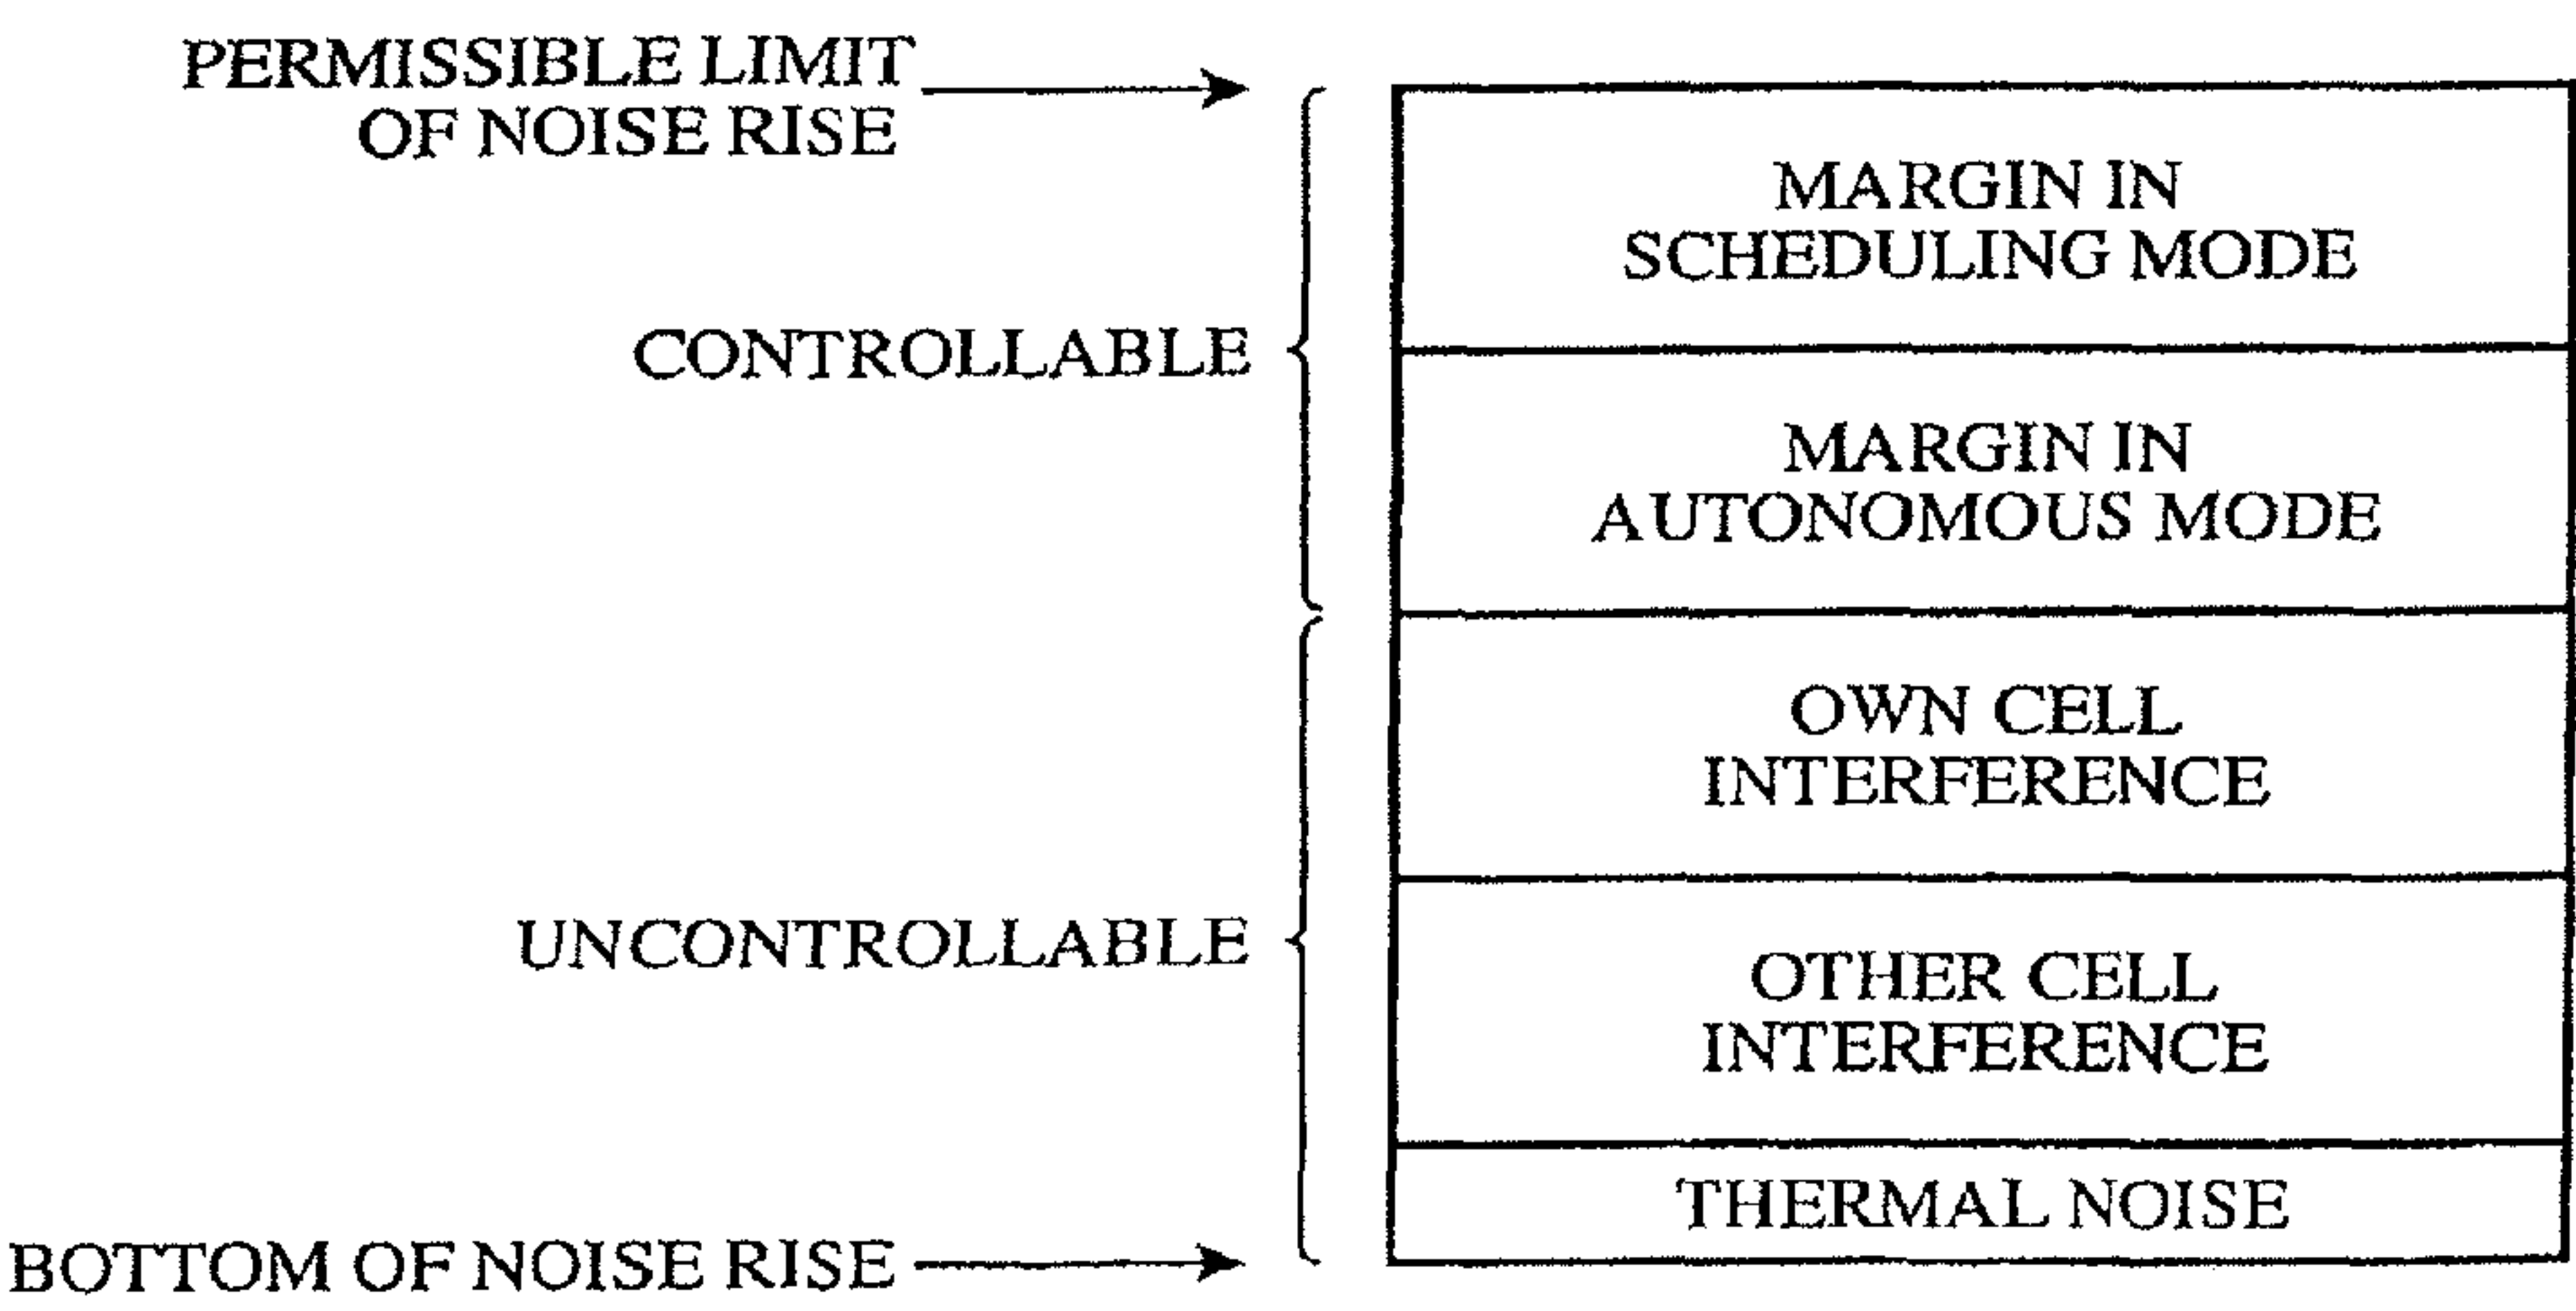 PERMISSIBLE LIMIT
OF NOISE RISE
MARGIN IN
SCHEDULING MODE
CONTROLLABLE
MARGIN IN
AUTONOMOUS MODE
OWN CELL
INTERFERENCE
UNCONTROLLABLE
OTHER CELL
INTERFERENCE
THERMAL NOISE
BOTTOM OF NOISE RISE